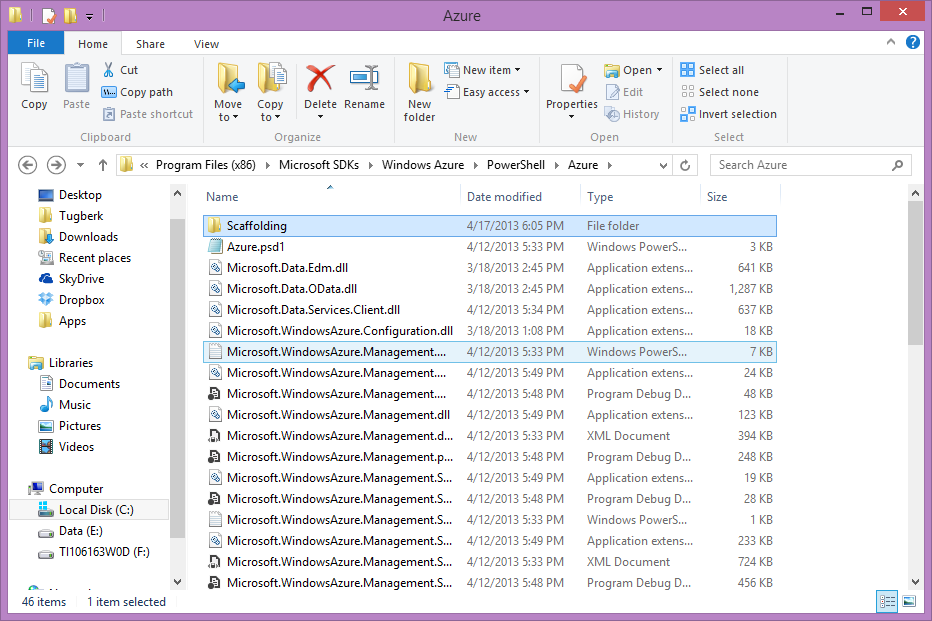 Azure
File Home Share View
Copy
Paste
Cut
Copy path
Paste shortcut
Clipboard
Move to
Copy to
Delete
Rename
Organize
New folder
New item
Easy access
New
Properties
Open
Edit
History
Open
Select all
Select none
Invert selection
Select
« Program Files (x86) Microsoft SDKs Windows Azure PowerShell Azure
Search Azure
Desktop
Tugberk
Downloads
Recent places
SkyDrive
Dropbox
Apps
Libraries
Documents
Music
Pictures
Videos
Computer
Local Disk (C:)
Data (E:)
TI106163W0D (F:)
Name Date modified Type Size
Scaffolding 4/17/2013 6:05 PM File folder
Azure.psd1 4/12/2013 5:33 PM Windows PowerS... 3 KB
Microsoft.Data.Edm.dll 3/18/2013 2:45 PM Application extens... 641 KB
Microsoft.Data.OData.dll 3/18/2013 2:45 PM Application extens... 1,287 KB
Microsoft.Data.Services.Client.dll 4/12/2013 5:34 PM Application extens... 637 KB
Microsoft.WindowsAzure.Configuration.dll 3/18/2013 1:08 PM Application extens... 18 KB
Microsoft.WindowsAzure.Management.... 4/12/2013 5:33 PM Windows PowerS... 7 KB
Microsoft.WindowsAzure.Management.... 4/12/2013 5:49 PM Application extens... 24 KB
Microsoft.WindowsAzure.Management.... 4/12/2013 5:48 PM Program Debug D... 48 KB
Microsoft.WindowsAzure.Management.dll 4/12/2013 5:49 PM Application extens... 123 KB
Microsoft.WindowsAzure.Management.d... 4/12/2013 5:33 PM XML Document 394 KB
Microsoft.WindowsAzure.Management.p... 4/12/2013 5:33 PM Program Debug D... 248 KB
Microsoft.WindowsAzure.Management.S... 4/12/2013 5:49 PM Application extens... 19 KB
Microsoft.WindowsAzure.Management.S... 4/12/2013 5:48 PM Program Debug D... 28 KB
Microsoft.WindowsAzure.Management.S... 4/12/2013 5:33 PM Windows PowerS... 1 KB
Microsoft.WindowsAzure.Management.S... 4/12/2013 5:49 PM Application extens... 233 KB
Microsoft.WindowsAzure.Management.S... 4/12/2013 5:33 PM XML Document 724 KB
Microsoft.WindowsAzure.Management.S... 4/12/2013 5:48 PM Program Debug D... 456 KB
46 items 1 item selected